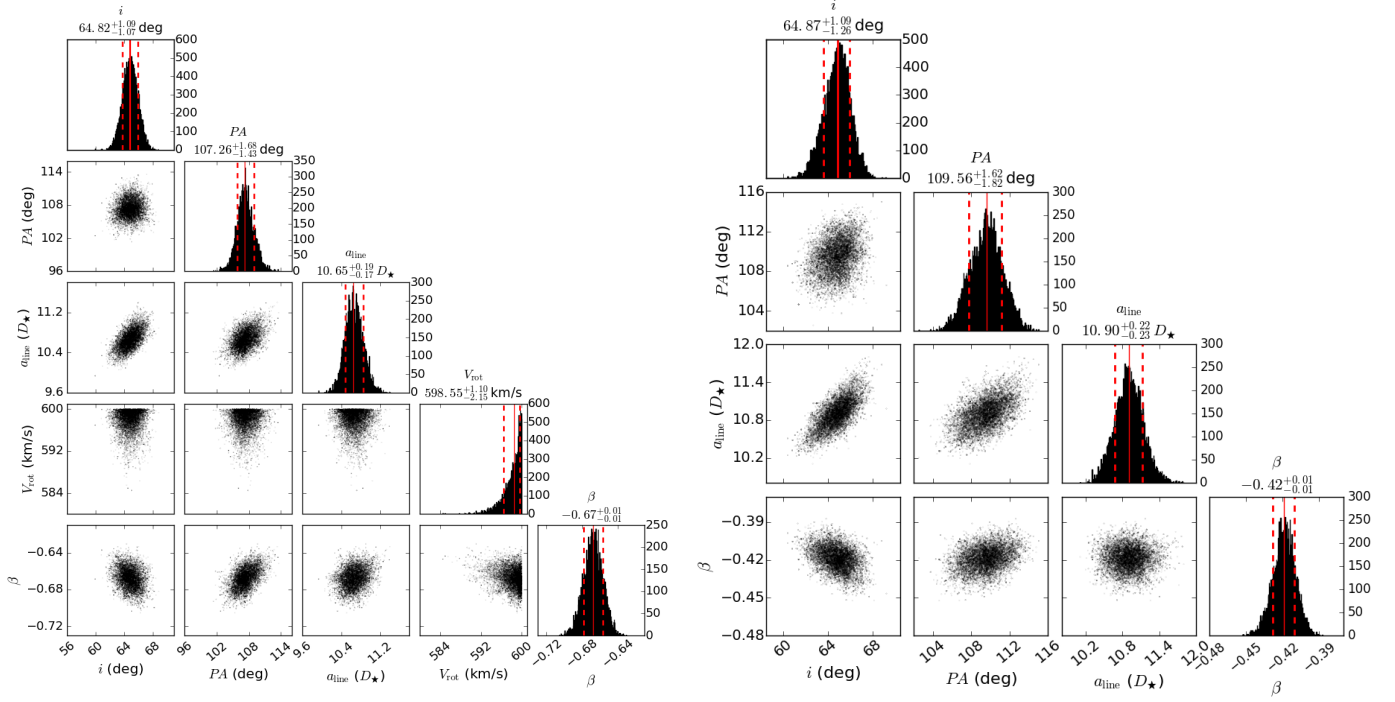 i
64.82^{+1.09}_{-1.07} deg
600
500
400
300
200
100
0
PA
107.26^{+1.68}_{-1.43} deg
114
108
102
96
PA (deg)
350
300
250
200
150
100
50
0
a_line
10.65^{+0.19}_{-0.17} D★
11.2
10.4
9.6
a_line (D★)
300
250
200
150
100
50
0
V_rot
598.55^{+1.10}_{-2.15} km/s
600
592
584
V_rot (km/s)
600
500
400
300
200
100
0
β
−0.67^{+0.01}_{-0.01}
−0.64
−0.68
−0.72
β
250
200
150
100
50
0
56 60 64 68
i (deg)
96 102 108 114
PA (deg)
10.4 11.2
a_line (D★)
584 592 600
V_rot (km/s)
−0.72 −0.68 −0.64
β
i
64.87^{+1.09}_{-1.26} deg
500
400
300
200
100
0
PA
109.56^{+1.62}_{-1.82} deg
116
112
108
104
PA (deg)
300
250
200
150
100
50
0
a_line
10.90^{+0.22}_{-0.23} D★
12.0
11.4
10.8
10.2
a_line (D★)
300
250
200
150
100
50
0
β
−0.42^{+0.01}_{-0.01}
−0.39
−0.42
−0.45
−0.48
β
300
250
200
150
100
50
0
60 64 68
i (deg)
104 108 112 116
PA (deg)
10.2 10.8 11.4 12.0
a_line (D★)
−0.48 −0.45 −0.42 −0.39
β